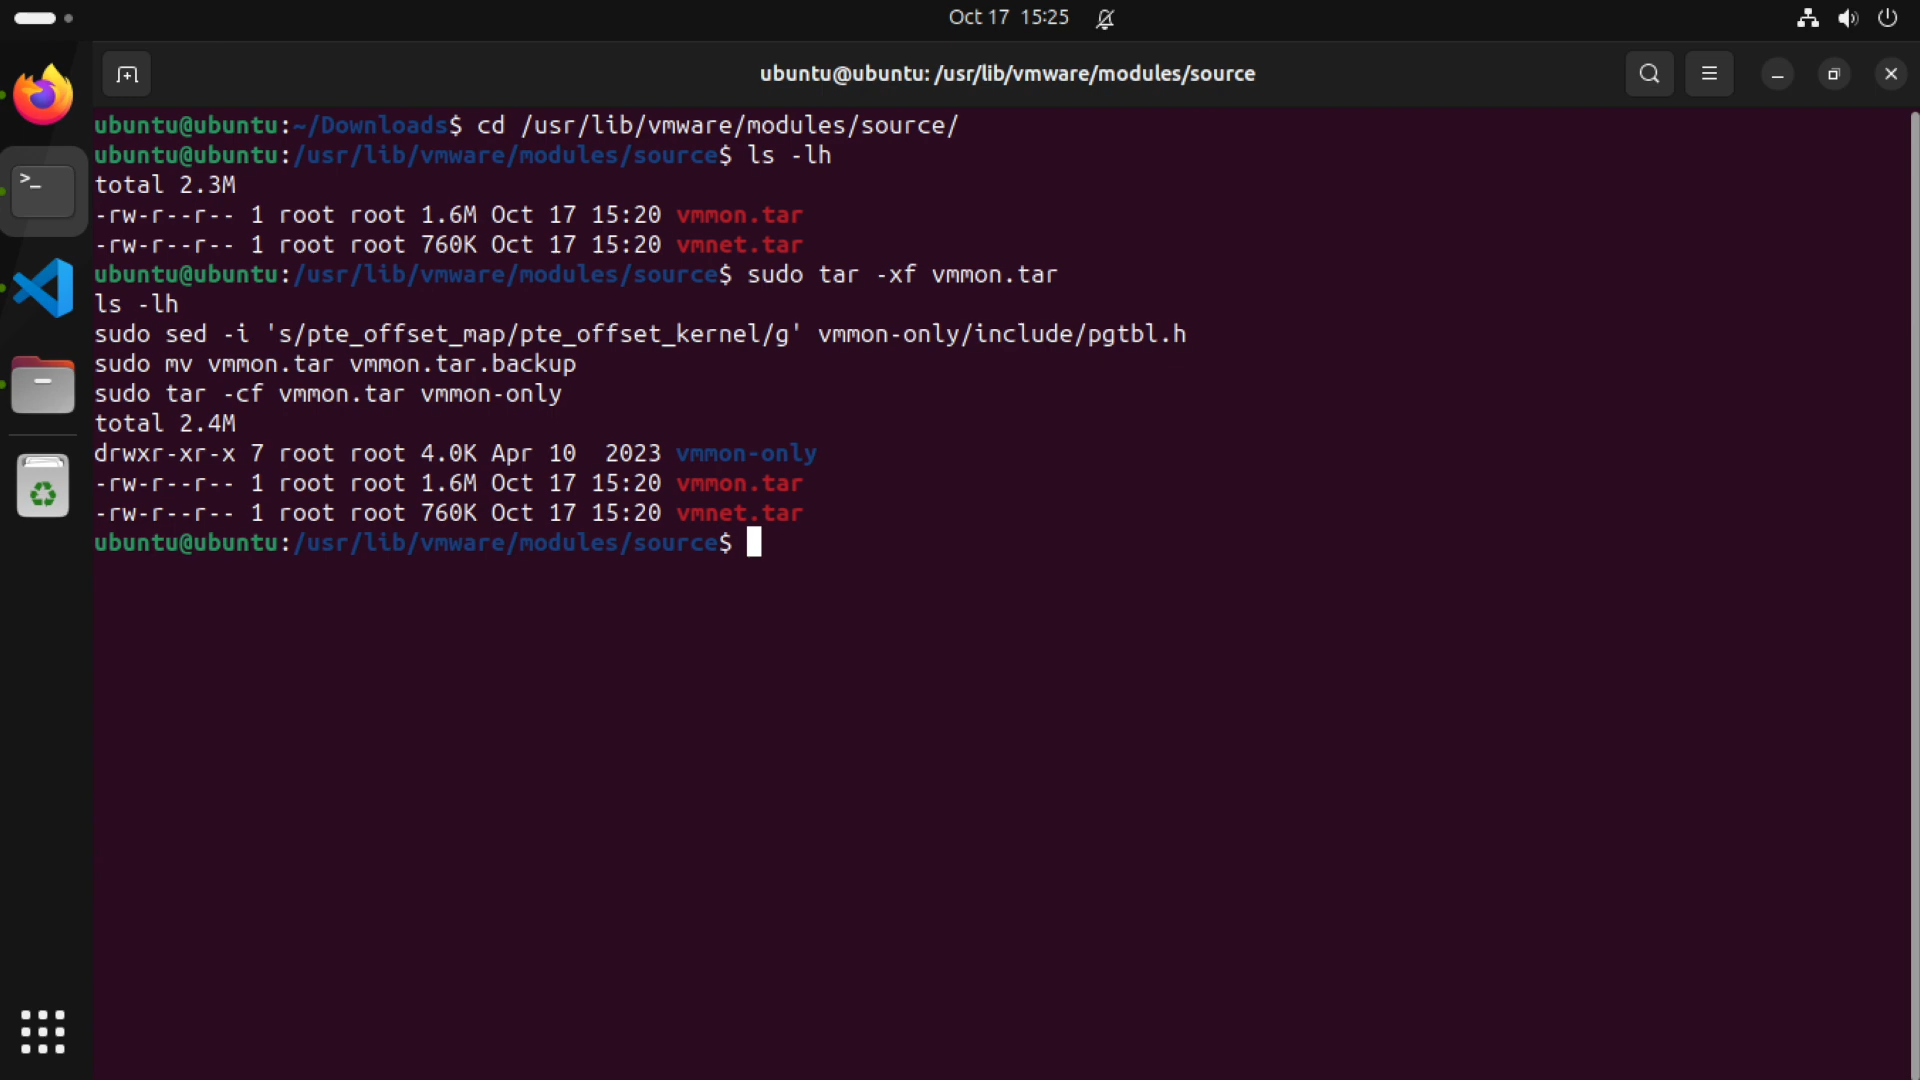 Oct 17 15:25
ubuntu@ubuntu: /usr/lib/vmware/modules/source
ubuntu@ubuntu:~/Downloads$ cd /usr/lib/vmware/modules/source/
ubuntu@ubuntu:/usr/lib/vmware/modules/source$ ls -lh
total 2.3M
-rw-r--r-- 1 root root 1.6M Oct 17 15:20 vmmon.tar
-rw-r--r-- 1 root root 760K Oct 17 15:20 vmnet.tar
ubuntu@ubuntu:/usr/lib/vmware/modules/source$ sudo tar -xf vmmon.tar
ls -lh
sudo sed -i 's/pte_offset_map/pte_offset_kernel/g' vmmon-only/include/pgtbl.h
sudo mv vmmon.tar vmmon.tar.backup
sudo tar -cf vmmon.tar vmmon-only
total 2.4M
drwxr-xr-x 7 root root 4.0K Apr 10  2023 vmmon-only
-rw-r--r-- 1 root root 1.6M Oct 17 15:20 vmmon.tar
-rw-r--r-- 1 root root 760K Oct 17 15:20 vmnet.tar
ubuntu@ubuntu:/usr/lib/vmware/modules/source$